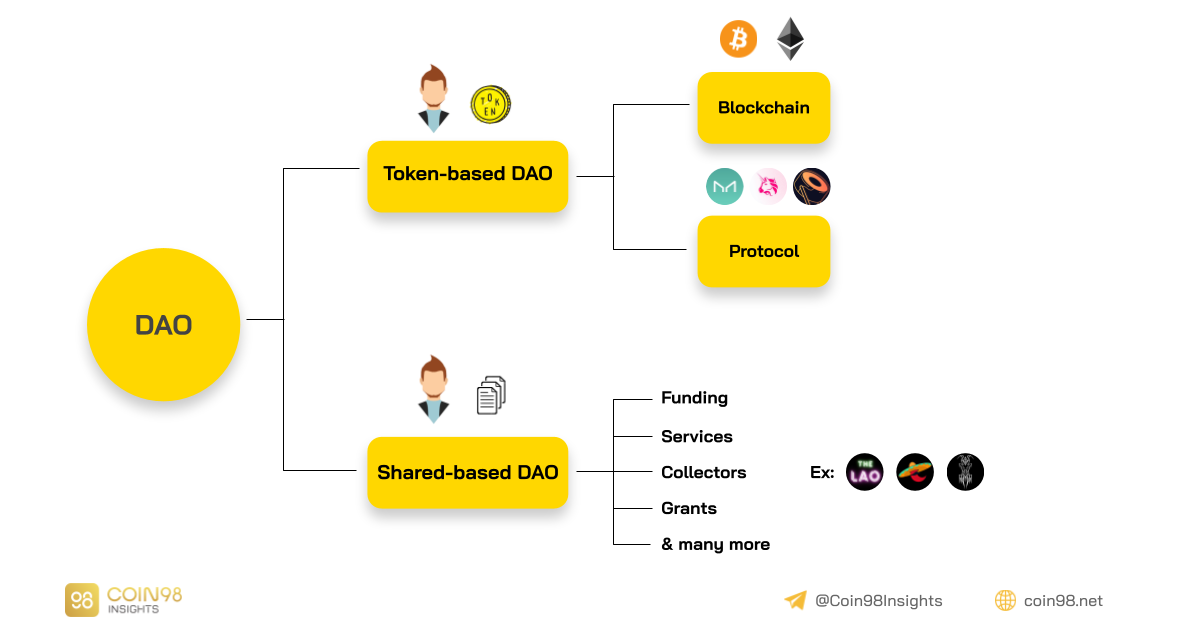 TOKEN
Blockchain
Token-based DAO
Protocol
DAO
Shared-based DAO
Funding
Services
Collectors
Grants
& many more
Ex:
THE
LAO
98
COIN98
INSIGHTS
@Coin98Insights
coin98.net